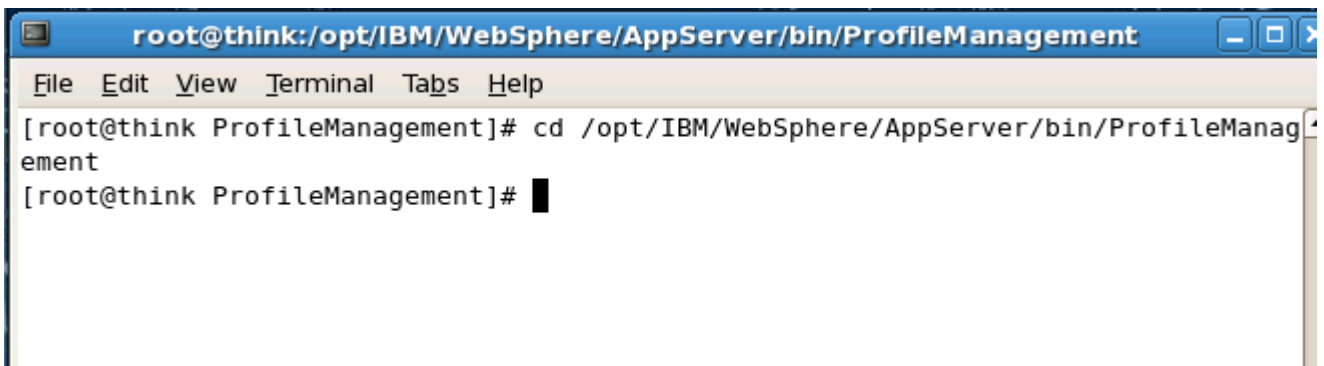 root@think:/opt/IBM/WebSphere/AppServer/bin/ProfileManagement
File Edit View Terminal Tabs Help
[root@think ProfileManagement]# cd /opt/IBM/WebSphere/AppServer/bin/ProfileManag
ement
[root@think ProfileManagement]#